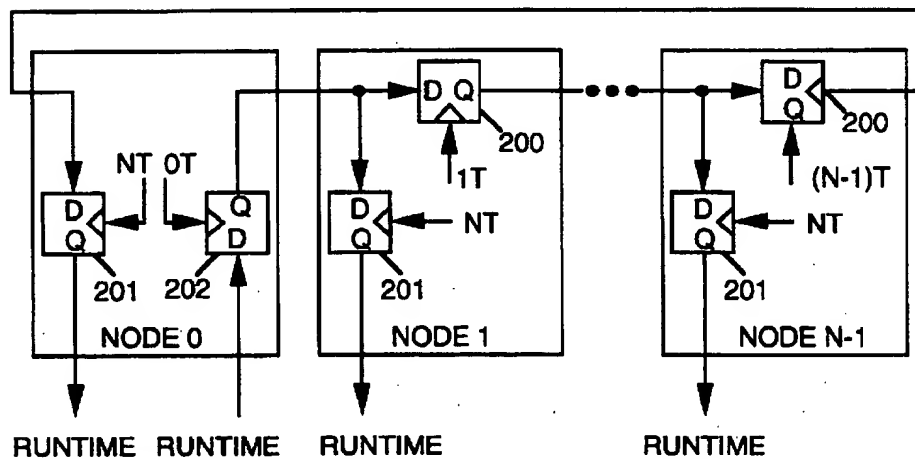 D Q
200
D
Q
200
NT 0T
1T
(N-1)T
D
Q
201
Q
D
202
D
Q
NT
201
D
Q
NT
201
NODE 0
NODE 1
NODE N-1
RUNTIME RUNTIME RUNTIME RUNTIME